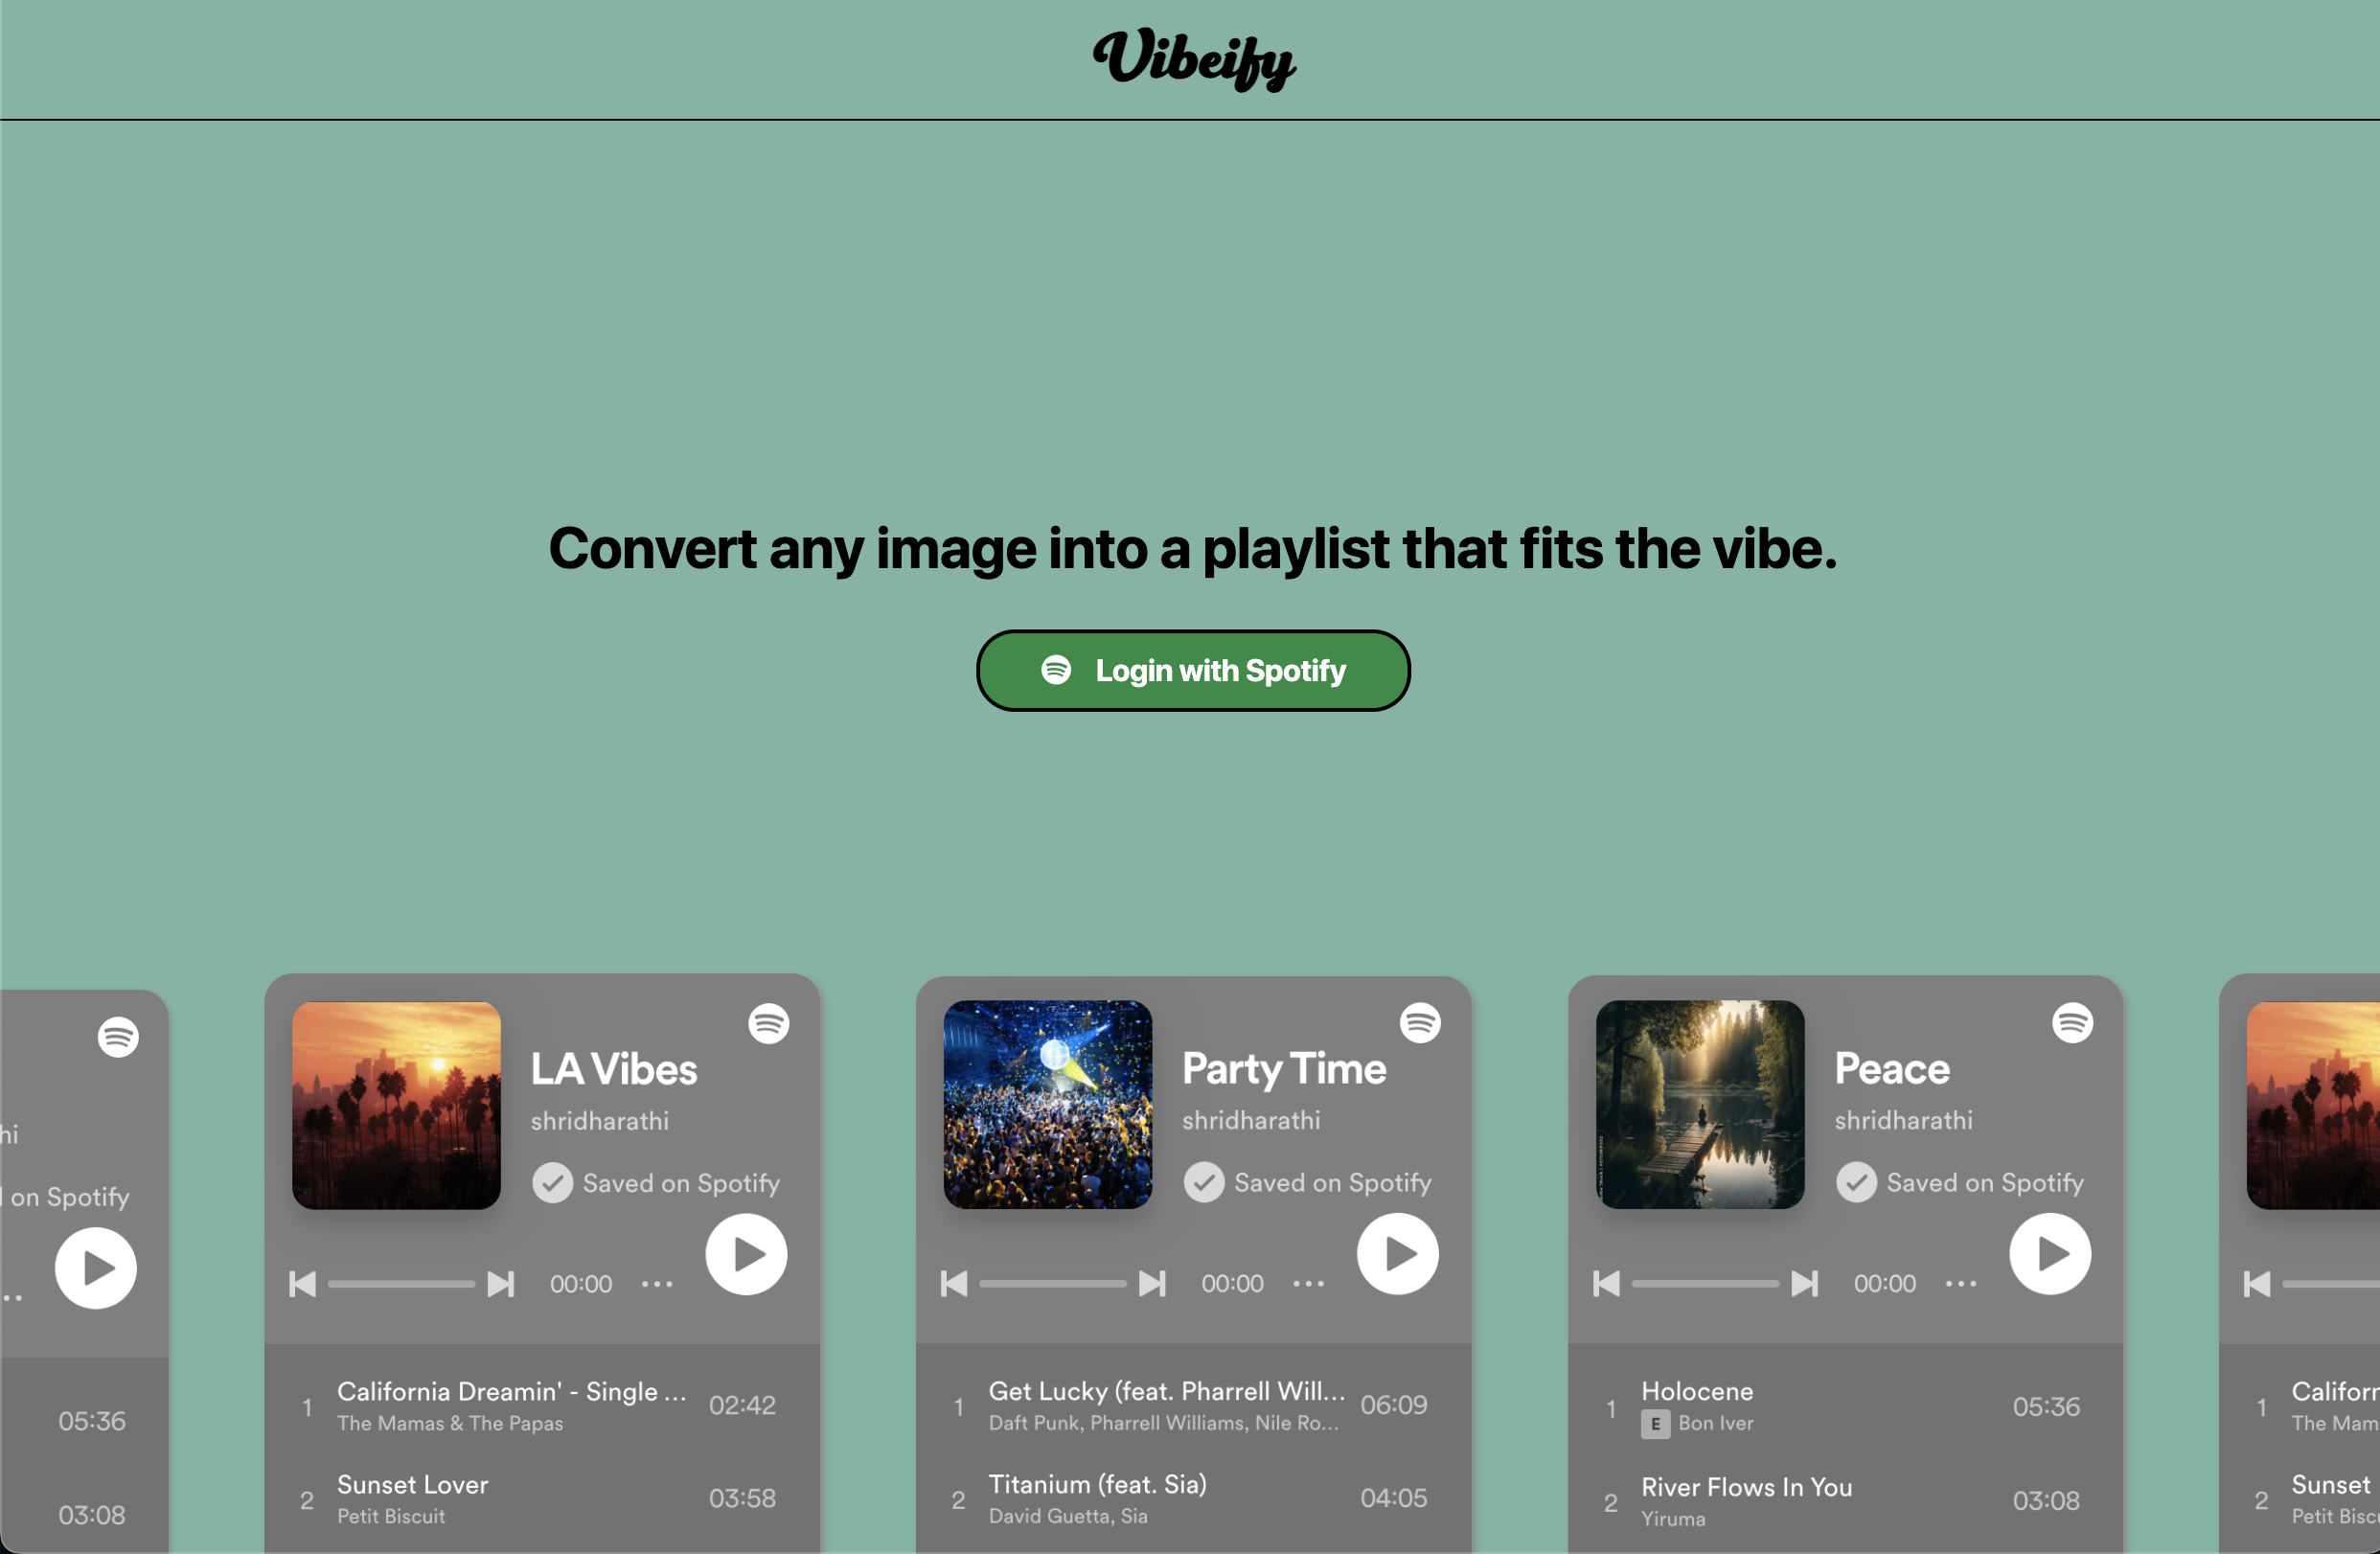 Vibeify
Convert any image into a playlist that fits the vibe.
Login with Spotify
hi
on Spotify
05:36
03:08
LA Vibes
shridharathi
Saved on Spotify
00:00
1 California Dreamin' - Single ... 02:42
The Mamas & The Papas
2 Sunset Lover 03:58
Petit Biscuit
Party Time
shridharathi
Saved on Spotify
00:00
1 Get Lucky (feat. Pharrell Will... 06:09
Daft Punk, Pharrell Williams, Nile Ro...
2 Titanium (feat. Sia) 04:05
David Guetta, Sia
Peace
shridharathi
Saved on Spotify
00:00
1 Holocene 05:36
E Bon Iver
2 River Flows In You 03:08
Yiruma
1 Californ
The Mam
2 Sunset
Petit Bisc